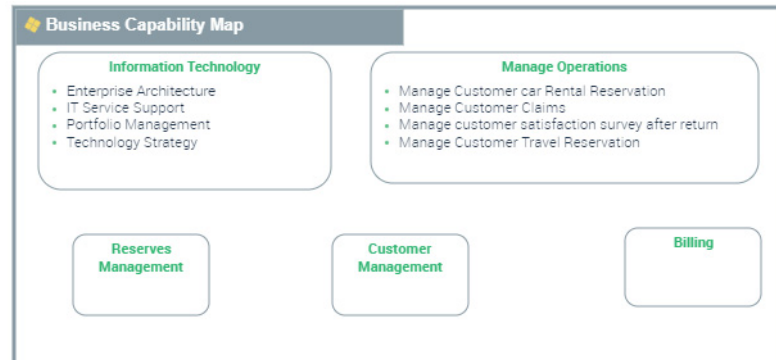 Business Capability Map
Information Technology
• Enterprise Architecture
• IT Service Support
• Portfolio Management
• Technology Strategy
Manage Operations
• Manage Customer car Rental Reservation
• Manage Customer Claims
• Manage customer satisfaction survey after return
• Manage Customer Travel Reservation
Reserves
Management
Customer
Management
Billing